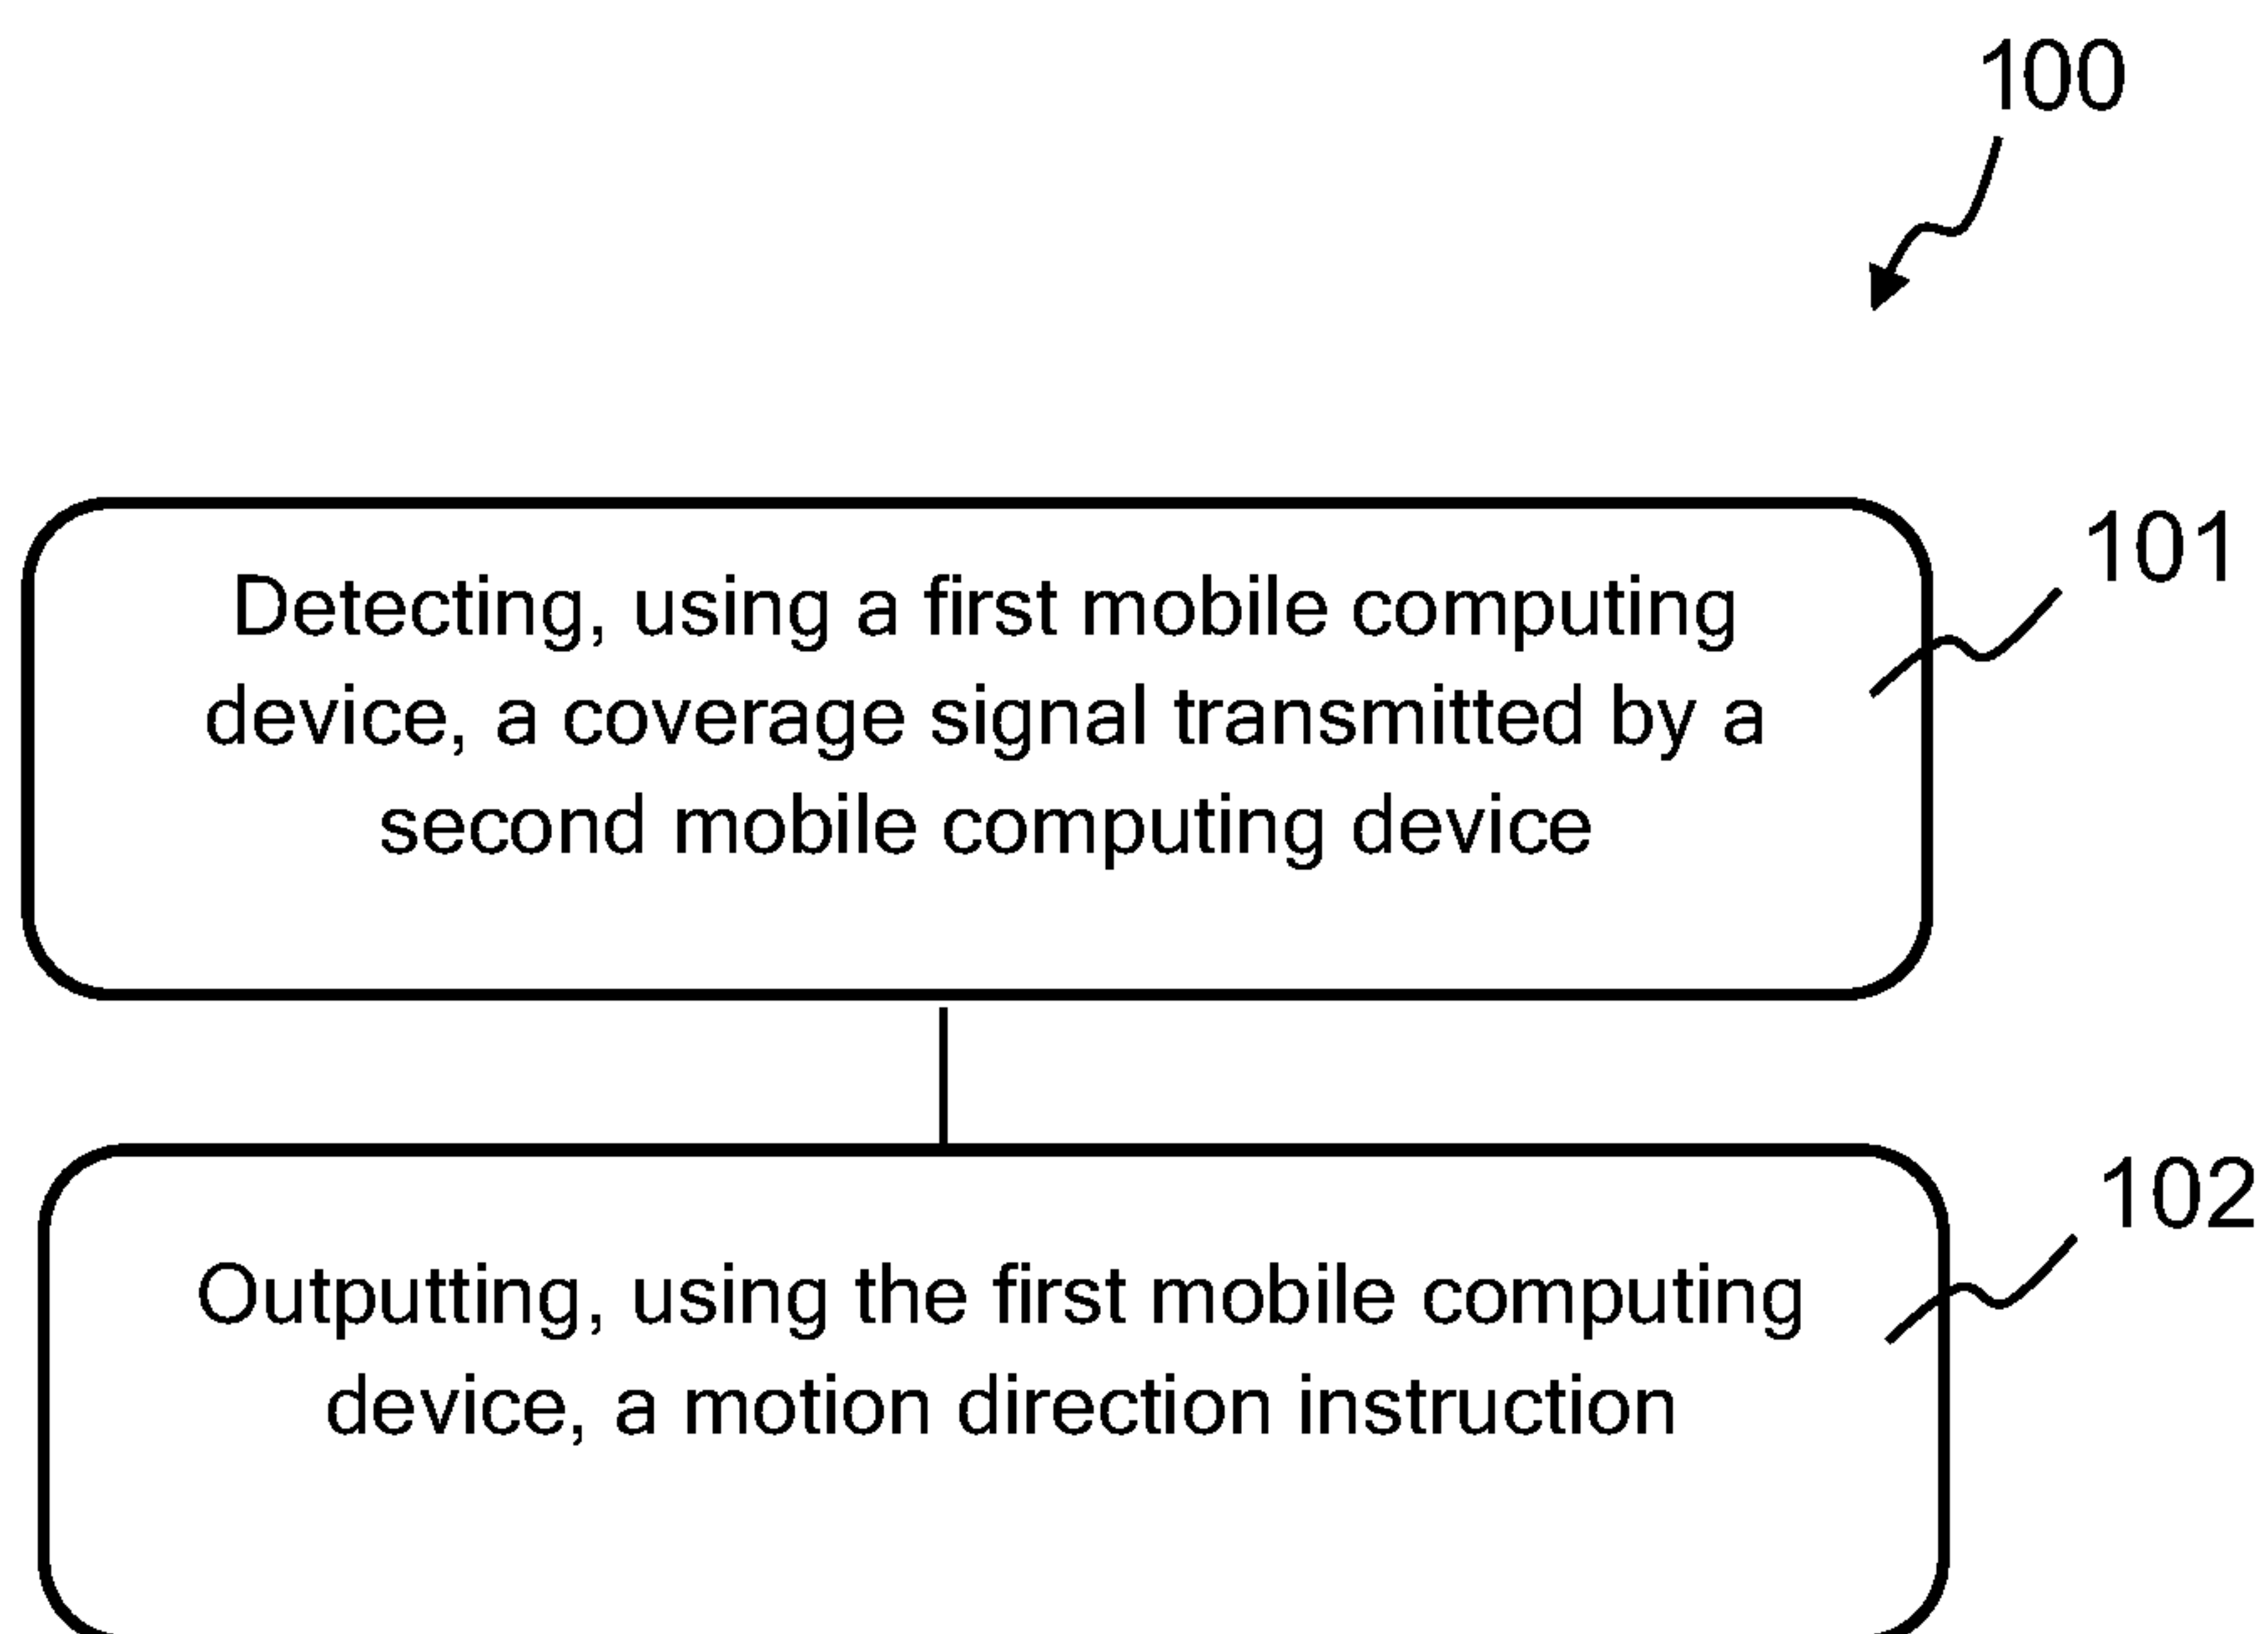 100
101
Detecting, using a first mobile computing
device, a coverage signal transmitted by a
second mobile computing device
102
Outputting, using the first mobile computing
device, a motion direction instruction